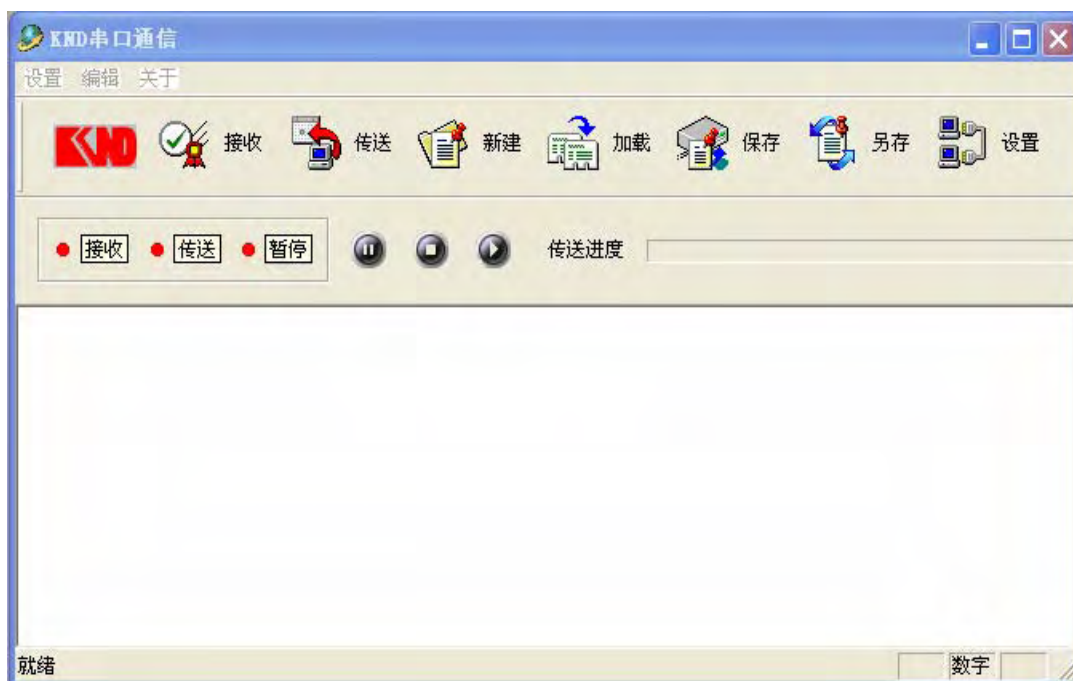 KND串口通信
设置 编辑 关于
KND 接收 传送 新建 加载 保存 另存 设置
接收 传送 暂停 传送进度
就绪 数字